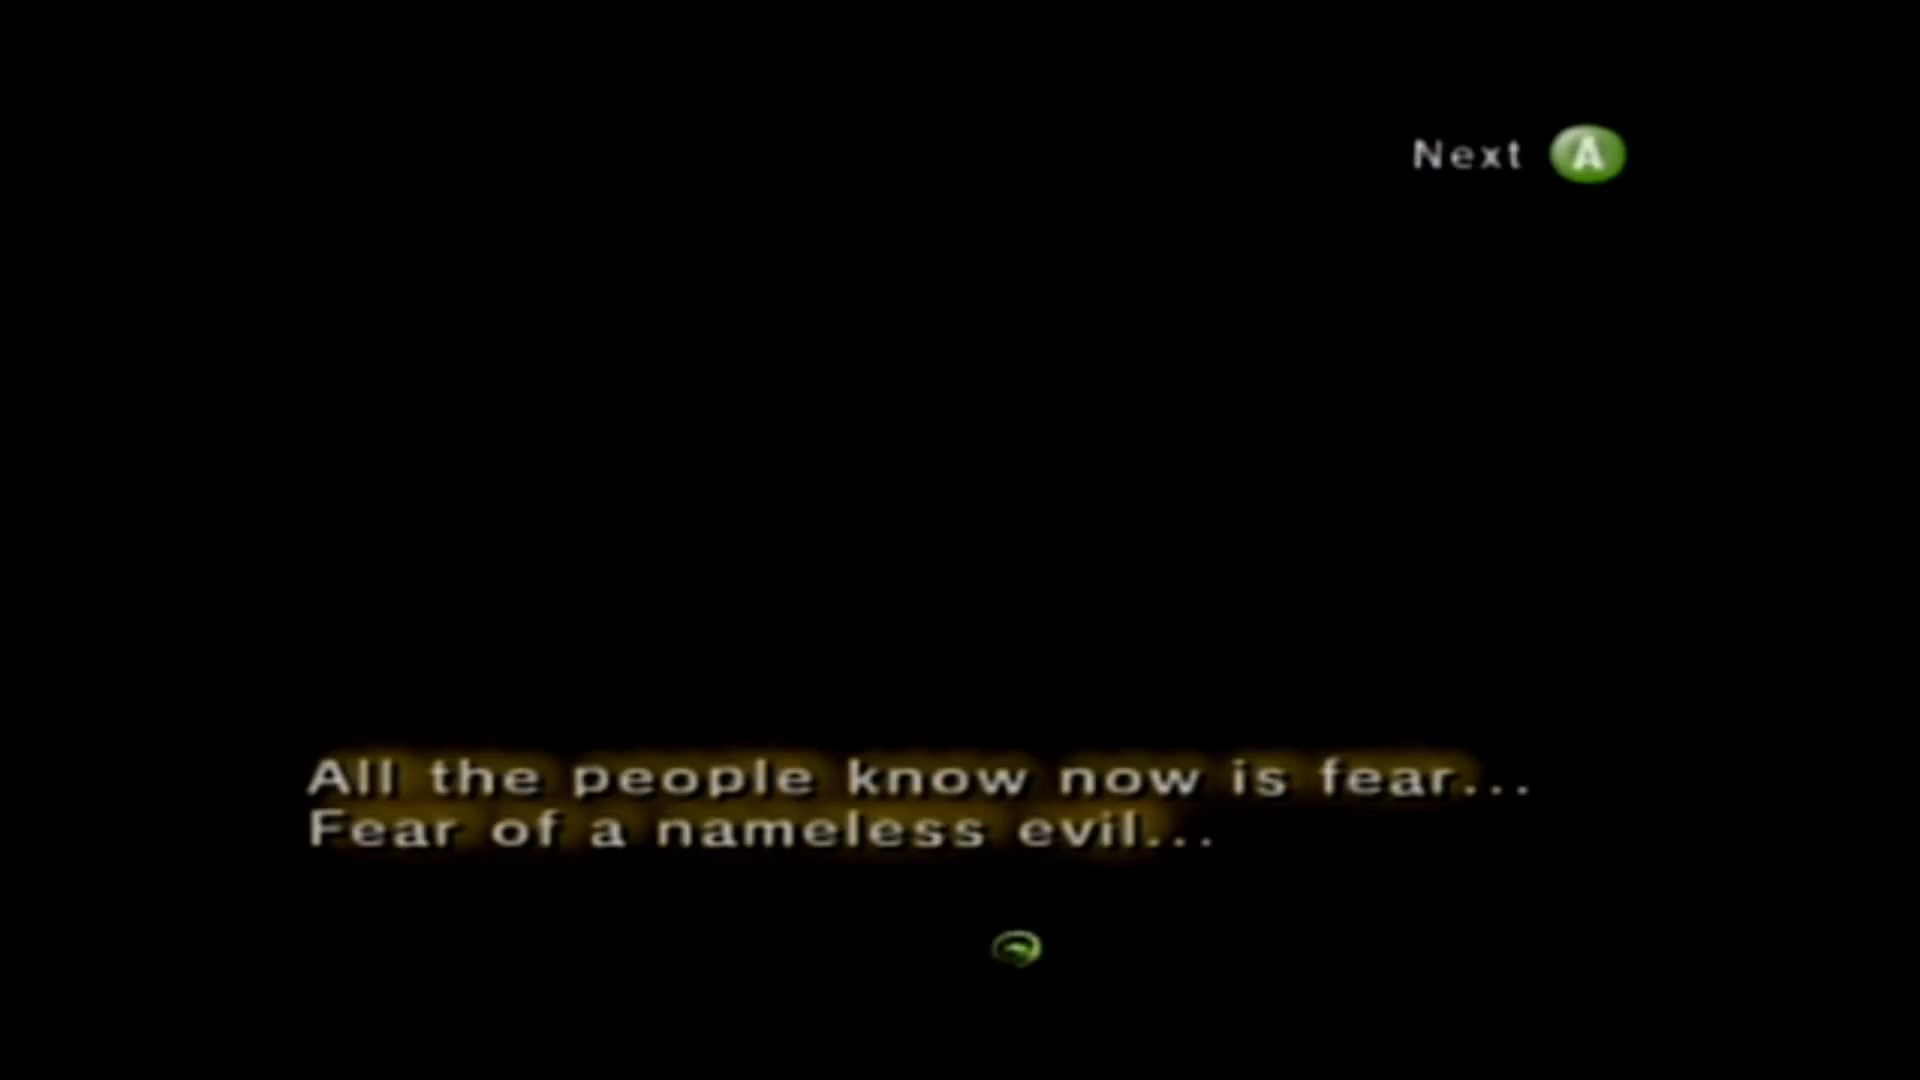 Next A
All the people know now is fear...
Fear of a nameless evil...